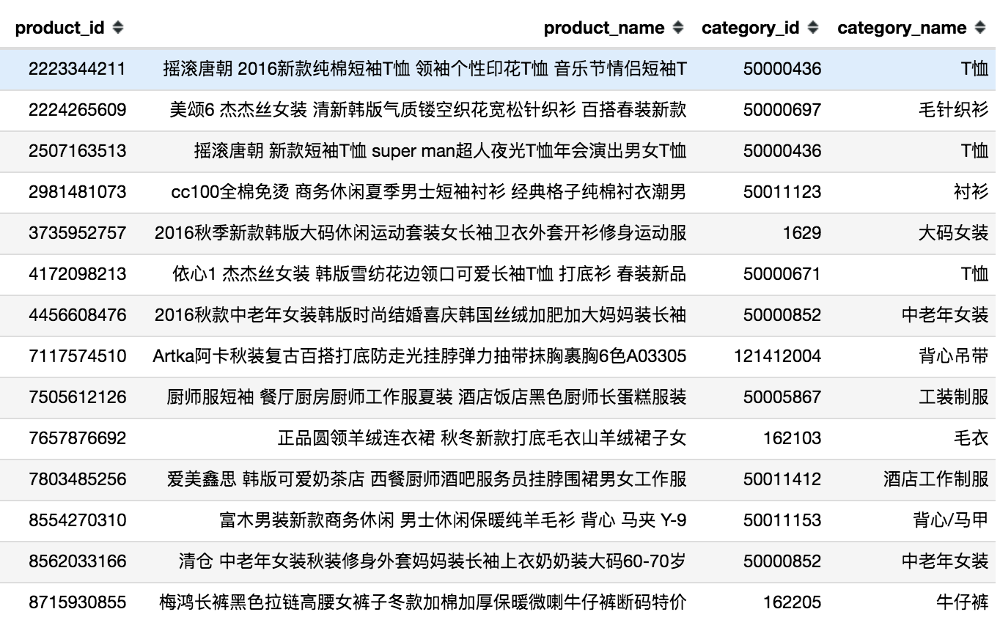 product_id product_name category_id category_name
2223344211 摇滚唐朝 2016新款纯棉短袖T恤 领袖个性印花T恤 音乐节情侣短袖T 50000436 T恤
2224265609 美颂6 杰杰丝女装 清新韩版气质镂空织花宽松针织衫 百搭春装新款 50000697 毛针织衫
2507163513 摇滚唐朝 新款短袖T恤 super man超人夜光T恤年会演出男女T恤 50000436 T恤
2981481073 cc100全棉免烫 商务休闲夏季男士短袖衬衫 经典格子纯棉衬衣潮男 50011123 衬衫
3735952757 2016秋季新款韩版大码休闲运动套装女长袖卫衣外套开衫修身运动服 1629 大码女装
4172098213 依心1 杰杰丝女装 韩版雪纺花边领口可爱长袖T恤 打底衫 春装新品 50000671 T恤
4456608476 2016秋款中老年女装韩版时尚结婚喜庆韩国丝绒加肥加大妈妈装长袖 50000852 中老年女装
7117574510 Artka阿卡秋装复古百搭打底防走光挂脖弹力抽带抹胸裹胸6色A03305 121412004 背心吊带
7505612126 厨师服短袖 餐厅厨房厨师工作服夏装 酒店饭店黑色厨师长蛋糕服装 50005867 工装制服
7657876692 正品圆领羊绒连衣裙 秋冬新款打底毛衣山羊绒裙子女 162103 毛衣
7803485256 爱美鑫思 韩版可爱奶茶店 西餐厨师酒吧服务员挂脖围裙男女工作服 50011412 酒店工作制服
8554270310 富木男装新款商务休闲 男士休闲保暖纯羊毛衫 背心 马夹 Y-9 50011153 背心/马甲
8562033166 清仓 中老年女装秋装修身外套妈妈装长袖上衣奶奶装大码60-70岁 50000852 中老年女装
8715930855 梅鸿长裤黑色拉链高腰女裤子冬款加棉加厚保暖微喇牛仔裤断码特价 162205 牛仔裤